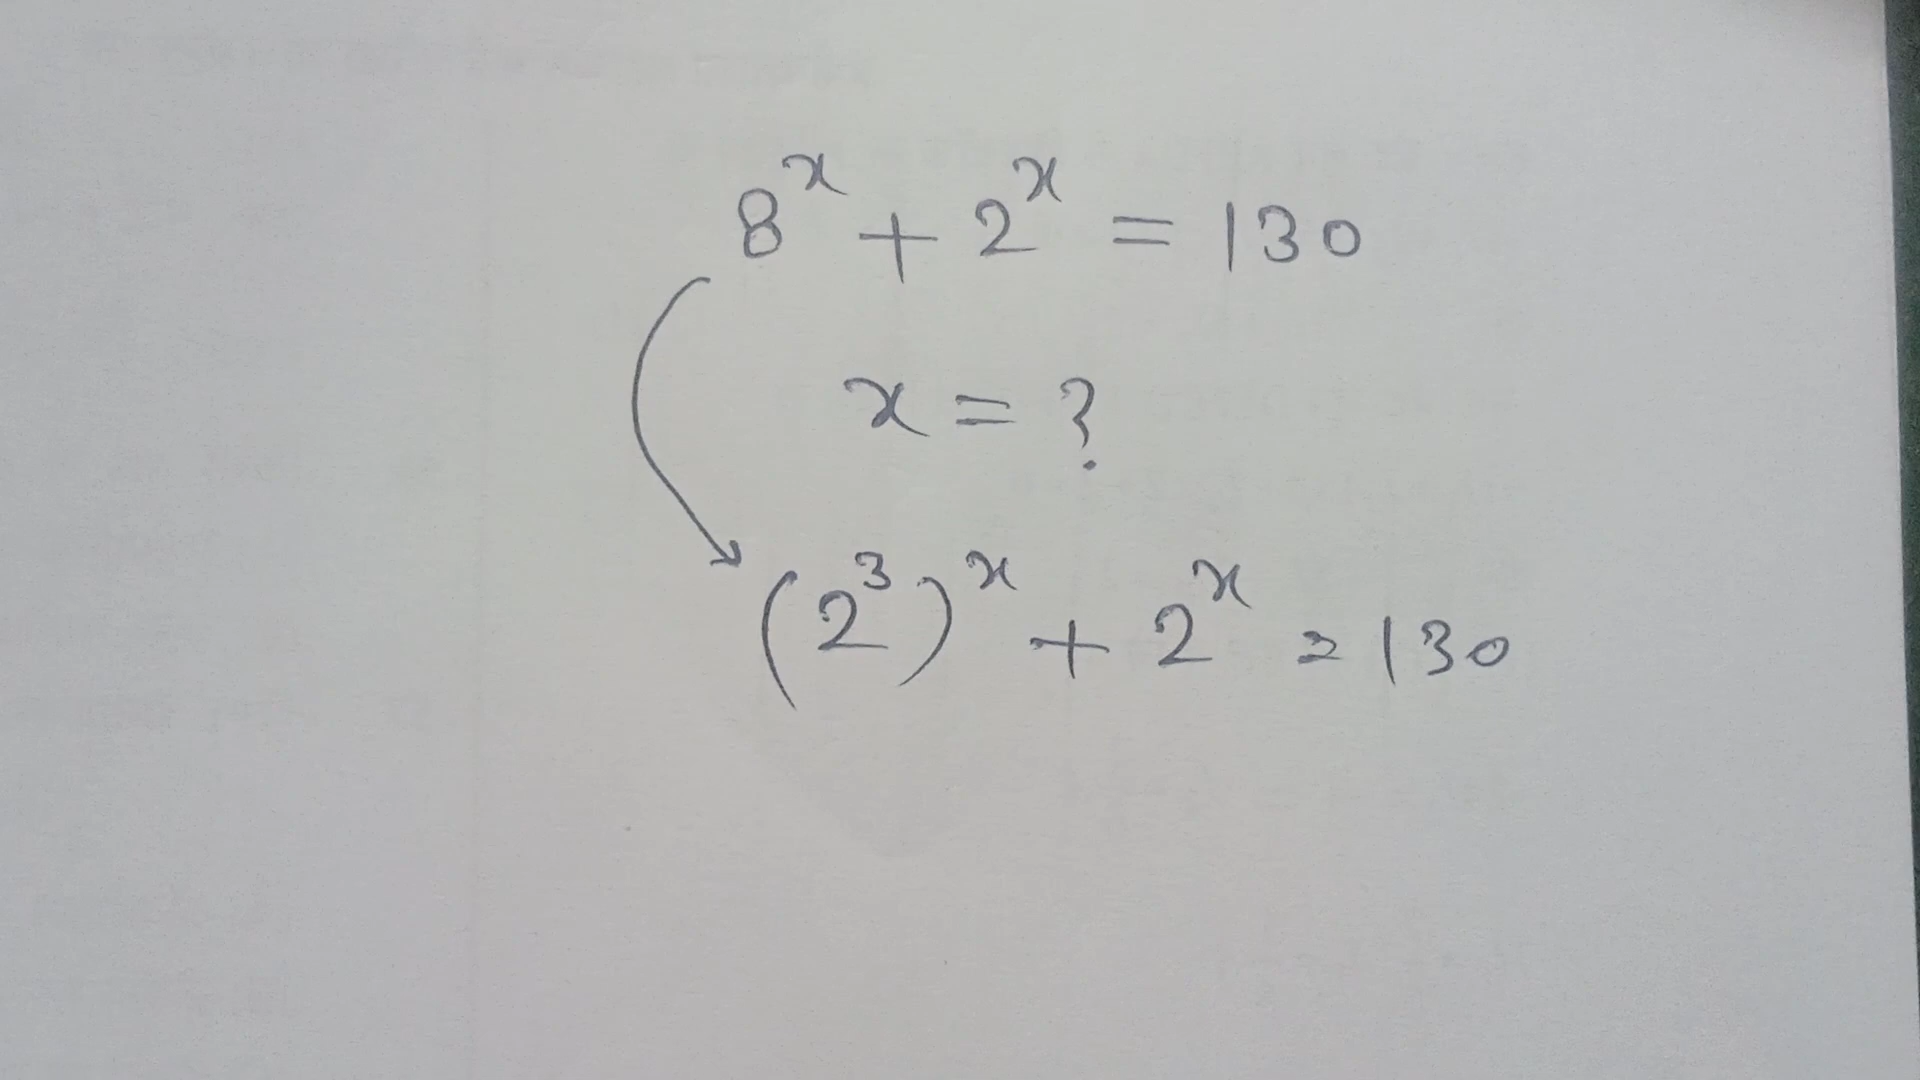 8^x + 2^x = 130
x = ?
(2^3)^x + 2^x = 130